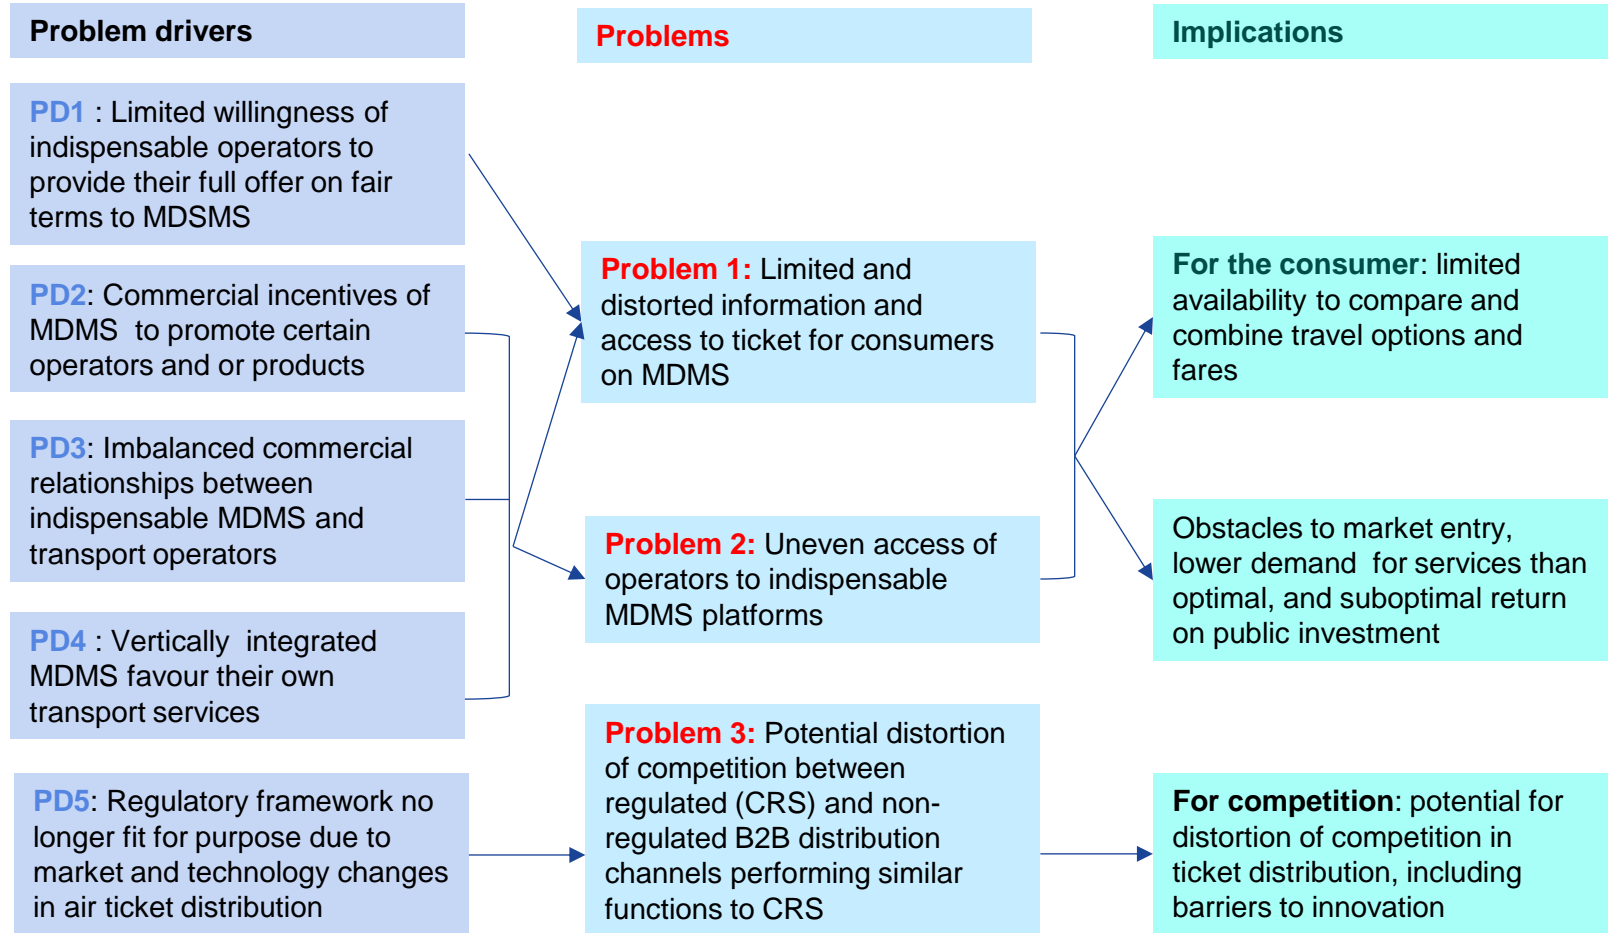 Problem drivers
PD1 : Limited willingness of
indispensable operators to
provide their full offer on fair
terms to MDSMS
PD2: Commercial incentives of
MDMS  to promote certain
operators and or products
PD3: Imbalanced commercial
relationships between
indispensable MDMS and
transport operators
PD4 : Vertically  integrated
MDMS favour their own
transport services
PD5: Regulatory framework no
longer fit for purpose due to
market and technology changes
in air ticket distribution
Problems
Problem 1: Limited and
distorted information and
access to ticket for consumers
on MDMS
Problem 2: Uneven access of
operators to indispensable
MDMS platforms
Problem 3: Potential distortion
of competition between
regulated (CRS) and non-
regulated B2B distribution
channels performing similar
functions to CRS
Implications
For the consumer: limited
availability to compare and
combine travel options and
fares
Obstacles to market entry,
lower demand  for services than
optimal, and suboptimal return
on public investment
For competition: potential for
distortion of competition in
ticket distribution, including
barriers to innovation